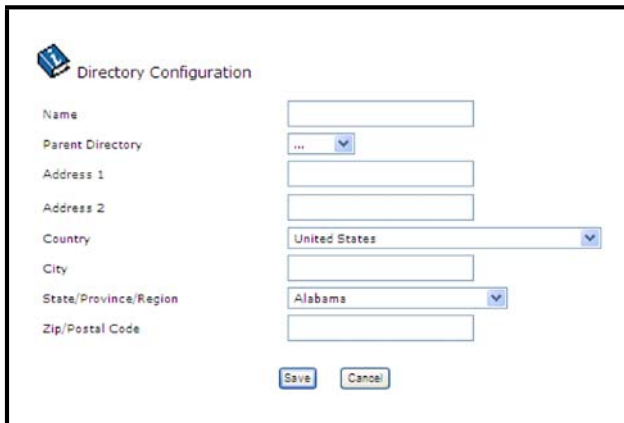 Directory Configuration
Name
Parent Directory ...
Address 1
Address 2
Country United States
City
State/Province/Region Alabama
Zip/Postal Code
Save Cancel